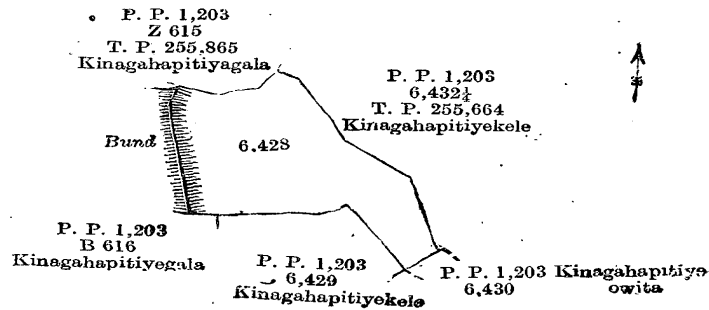 P. P. 1,203
Z 615
T. P. 255,865
Kinagahapitiyagala
P. P. 1,203
6,432¼
T. P. 255,664
Kinagahapitiyekele
Bund
6,428
P. P. 1,203
B 616
Kinagahapitiyegala
P. P. 1,203
6,429
Kinagahapitiyekele
P. P. 1,203 Kinagahapitiya
6,430 owita